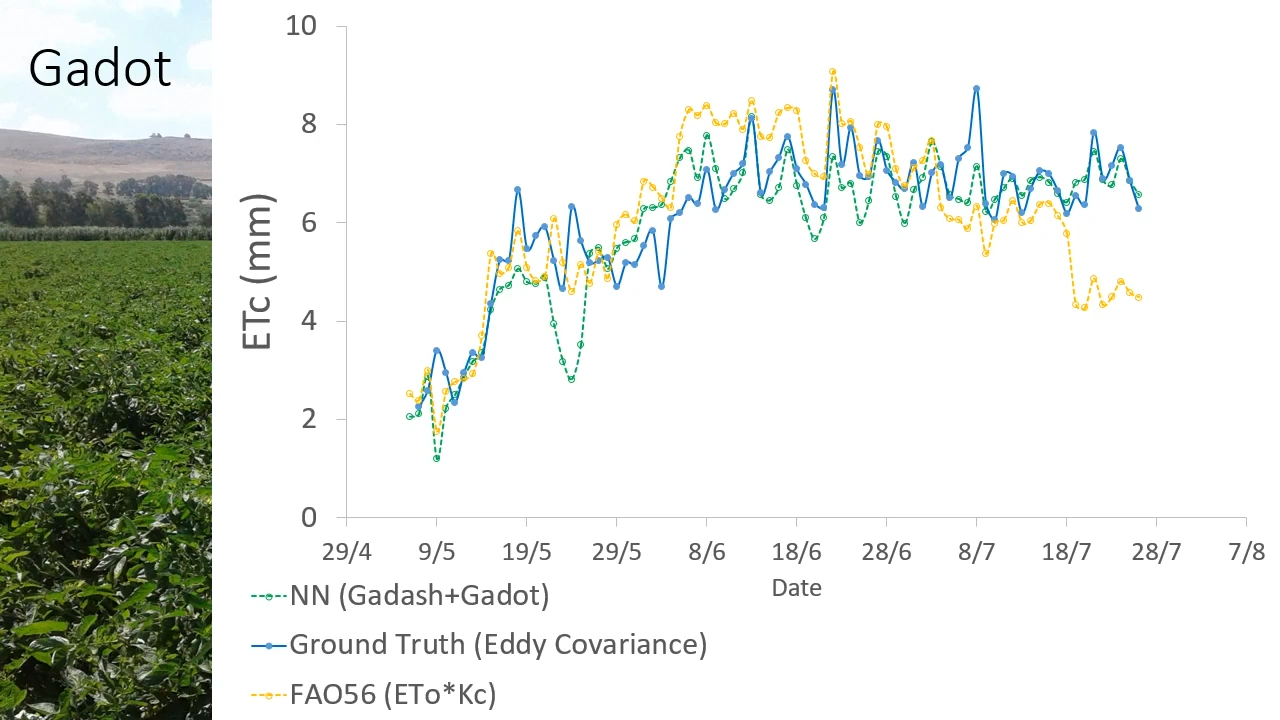 Gadot
ETc (mm)
10
8
6
4
2
0
29/4 9/5 19/5 29/5 8/6 18/6 28/6 8/7 18/7 28/7 7/8
Date
NN (Gadash+Gadot)
Ground Truth (Eddy Covariance)
FAO56 (ETo*Kc)